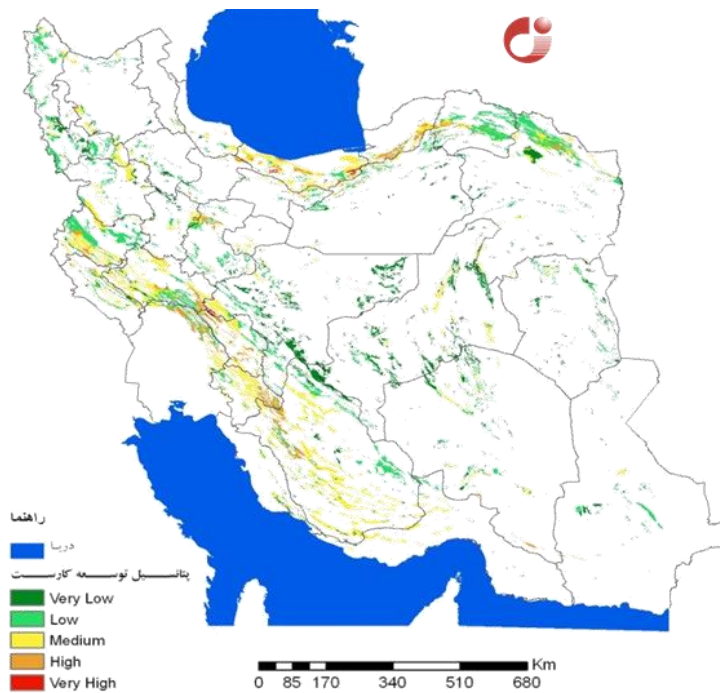 راهنما
دریا
پتانسیل توسعه کارست
Very Low
Low
Medium
High
Very High
Km
0 85 170 340 510 680